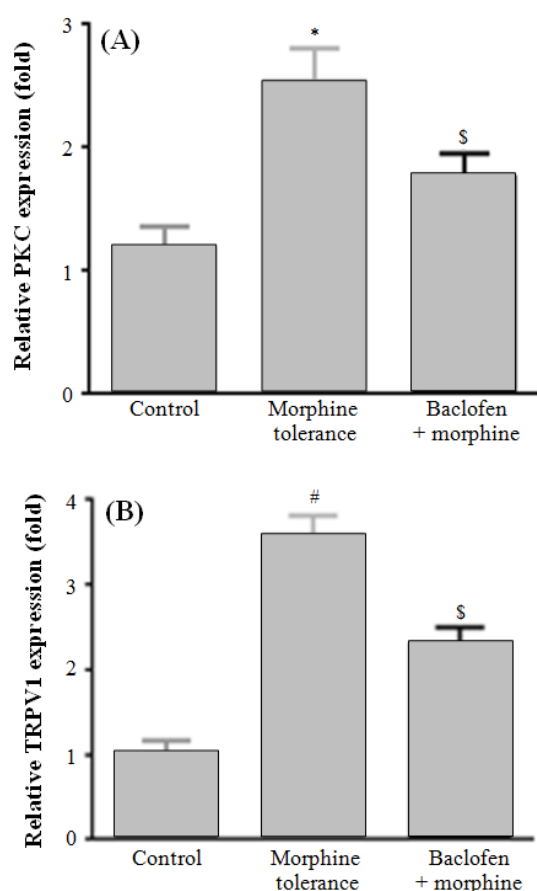 (A)
Relative PKC expression (fold)
3
2
1
0
*
$
Control
Morphine
tolerance
Baclofen
+ morphine
(B)
Relative TRPV1 expression (fold)
4
3
2
1
0
#
$
Control
Morphine
tolerance
Baclofen
+ morphine